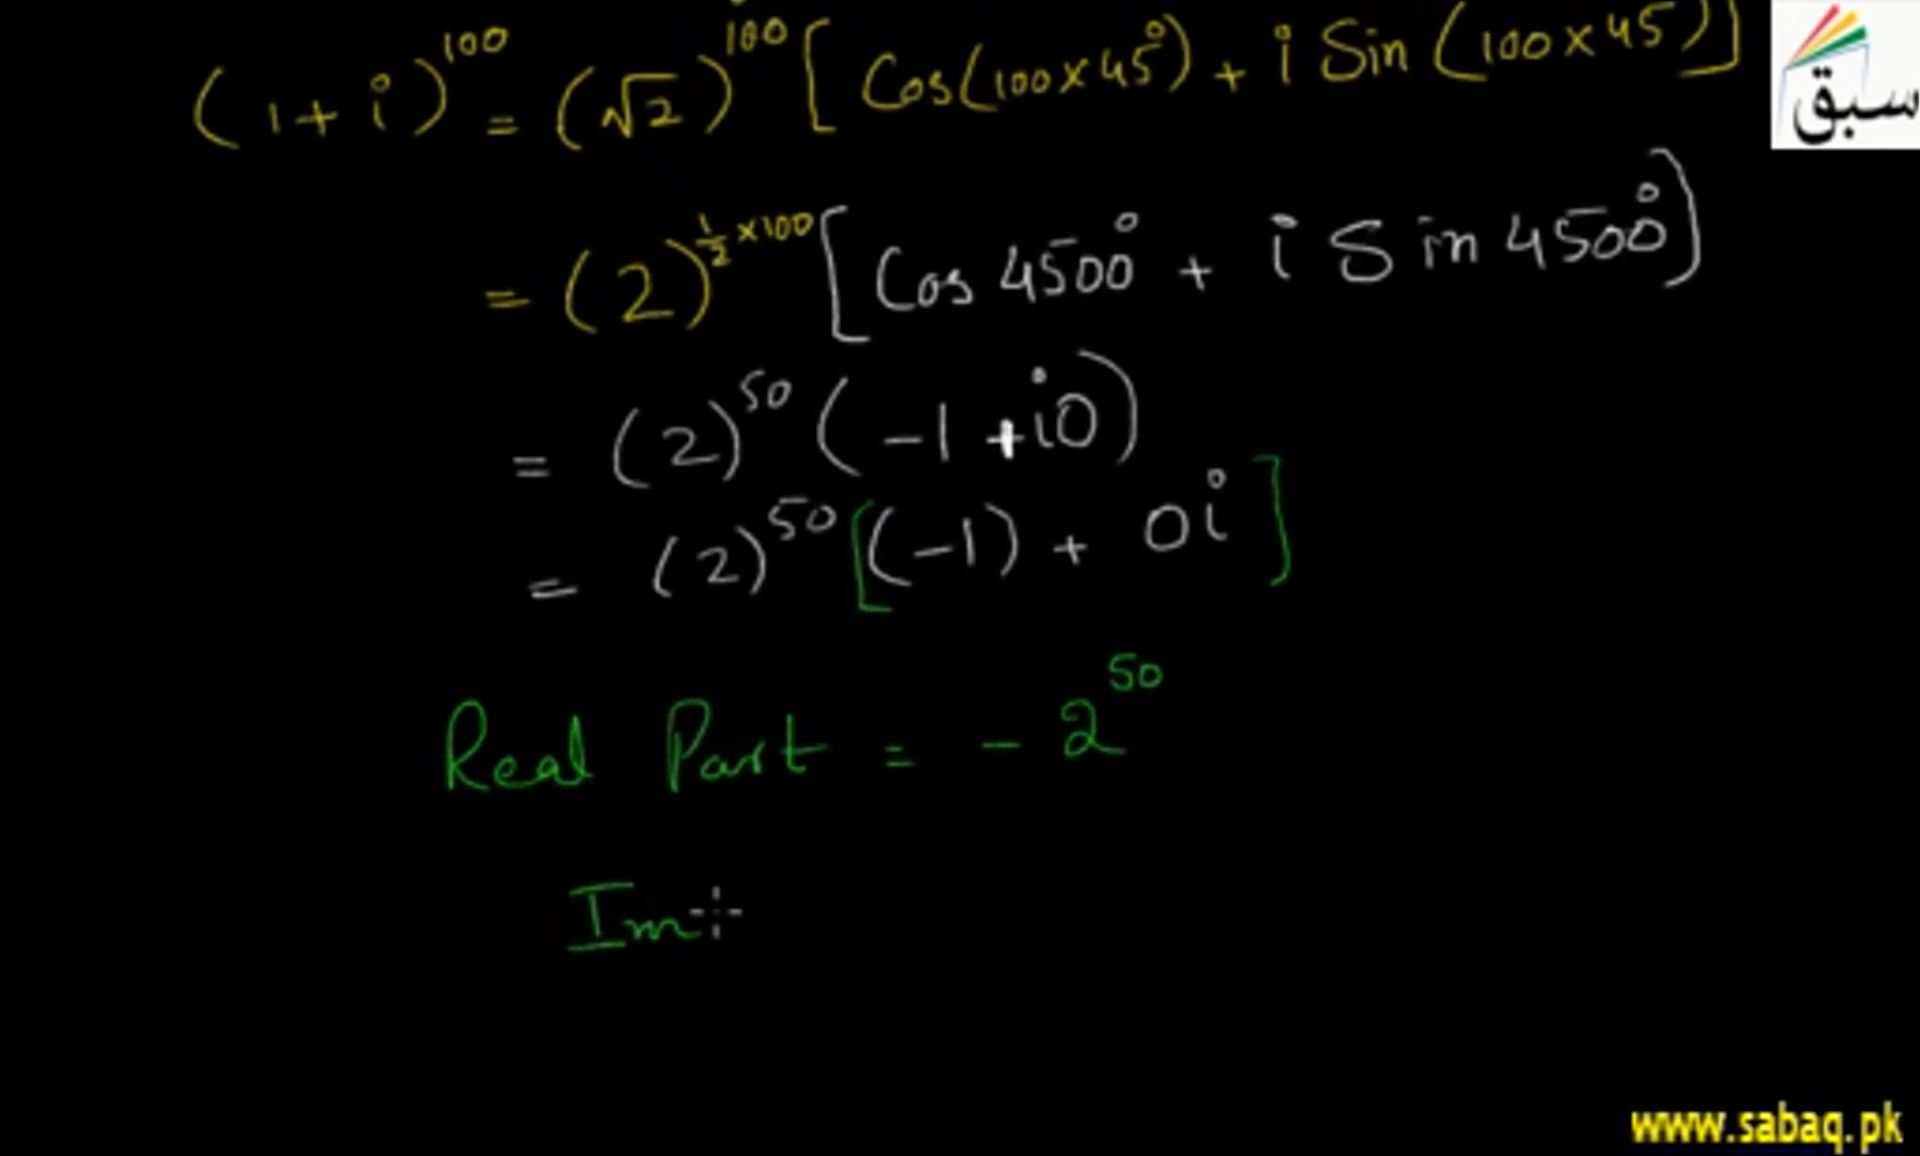 (1+i)^100 = (√2)^100 [Cos(100×45°) + i Sin(100×45)]
سبق
= (2)^½×100 [Cos 4500° + i Sin 4500°]
= (2)^50 (-1 + i0)
= (2)^50 [(-1) + 0i]
Real Part = - 2^50
Im
www.sabaq.pk